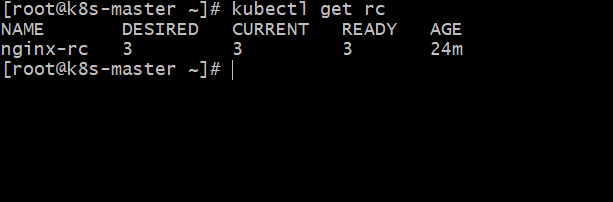 [root@k8s-master ~]# kubectl get rc
NAME       DESIRED   CURRENT   READY   AGE
nginx-rc   3         3         3       24m
[root@k8s-master ~]#